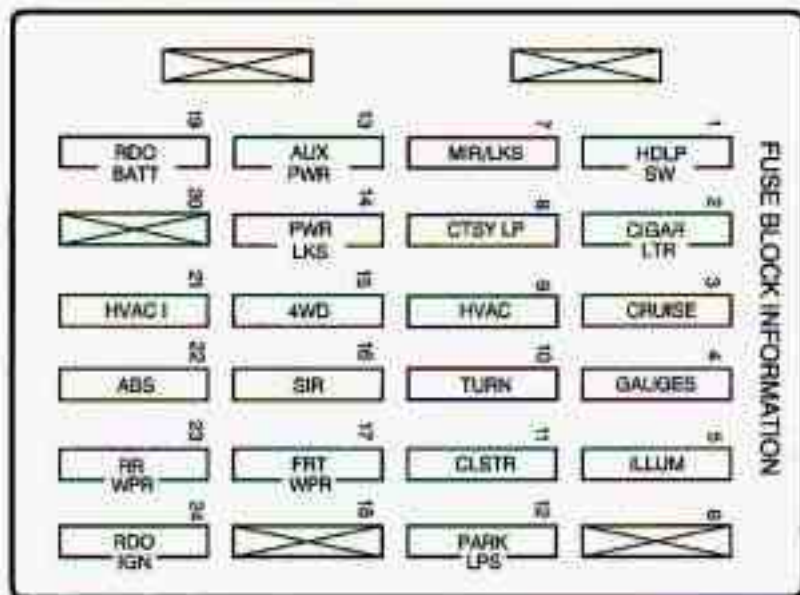 19 13 7 1
RDO AUX MIR/LKS HDLP
BATT PWR SW
20 14 8 2
PWR CTSY LP CIGAR
LKS LTR
21 15 9 3
HVAC I 4WD HVAC CRUISE
22 16 10 4
ABS SIR TURN GAUGES
23 17 11 5
RR FRT CLSTR ILLUM
WPR WPR
24 18 12 6
RDO PARK
IGN LPS
FUSE BLOCK INFORMATION